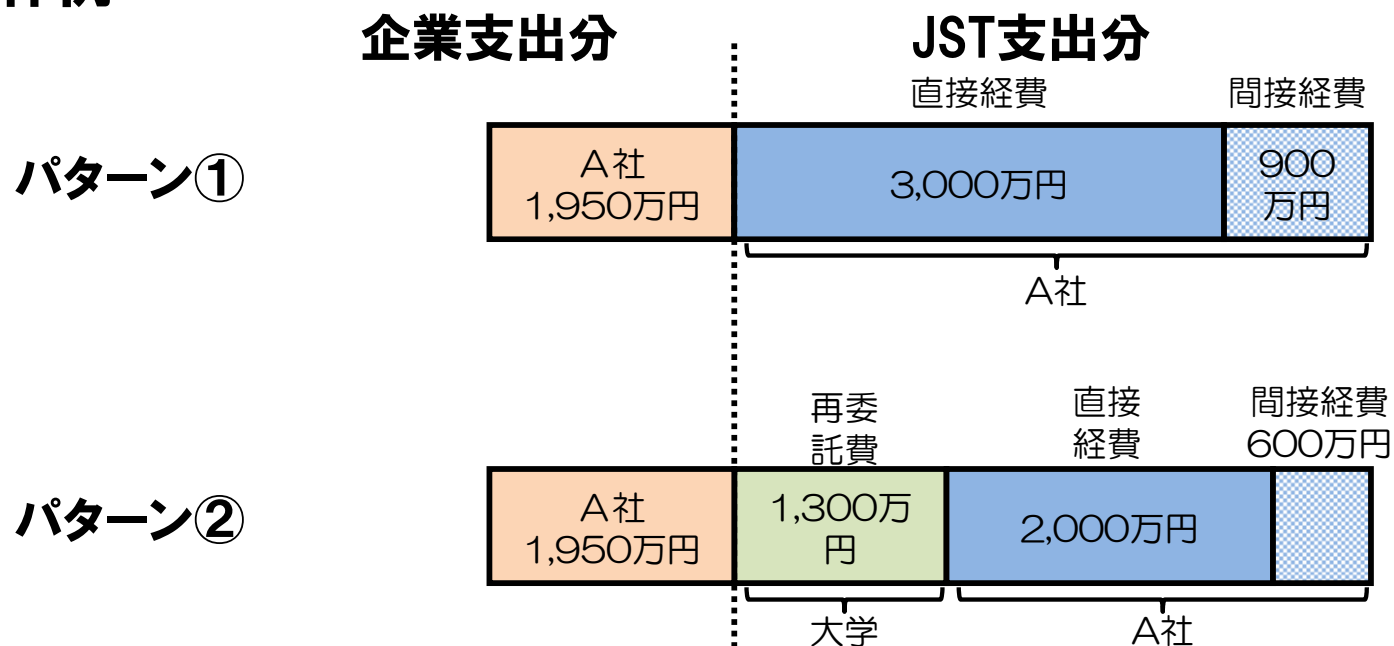 企業支出分
JST支出分
直接経費
間接経費
パターン①
A社
1,950万円
3,000万円
900
万円
A社
再委
託費
直接
経費
間接経費
600万円
パターン②
A社
1,950万円
1,300万
円
2,000万円
大学
A社